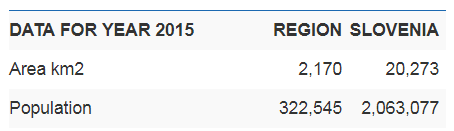 DATA FOR YEAR 2015 REGION SLOVENIA
Area km2 2,170 20,273
Population 322,545 2,063,077